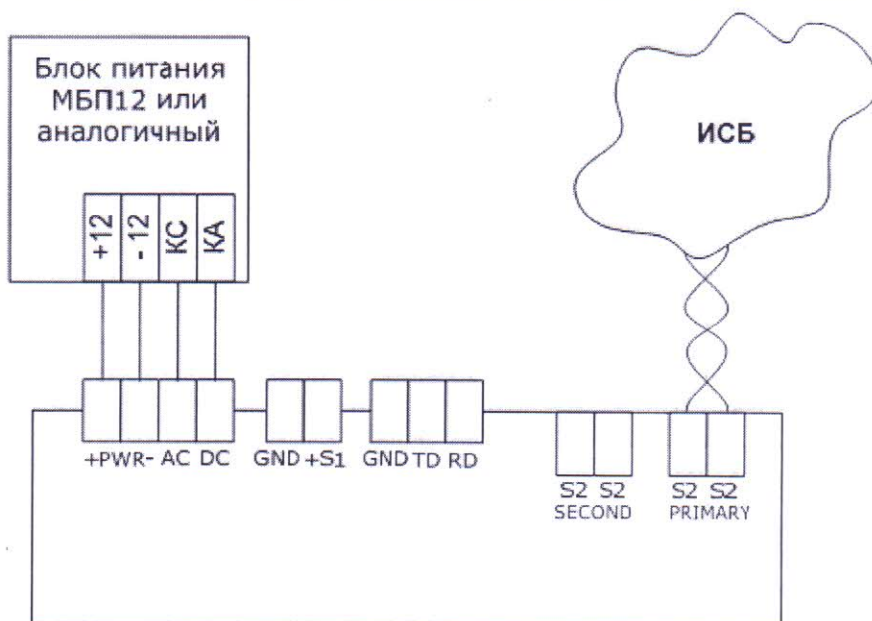 Блок питания
МБП12 или
аналогичный
+12 - 12 КС КА
ИСБ
+PWR- AC DC GND +S1 GND TD RD
S2 S2 S2 S2
SECOND PRIMARY